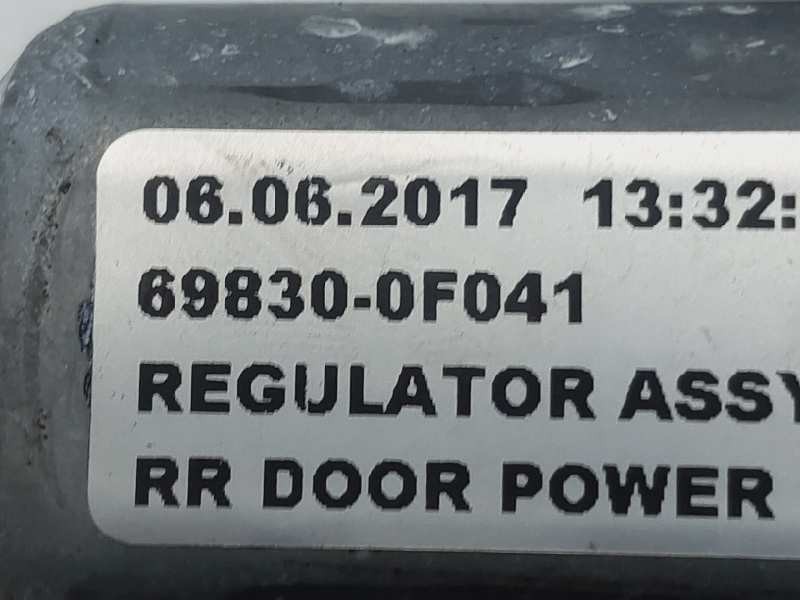 06.06.2017 13:32:
69830-0F041
REGULATOR ASSY
RR DOOR POWER